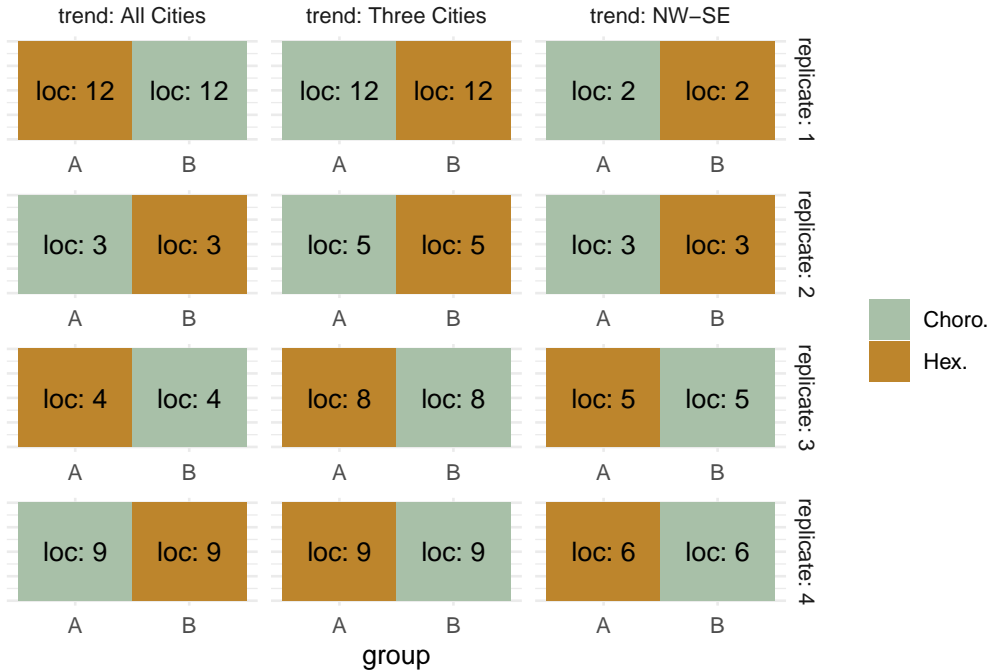 trend: All Cities
trend: Three Cities
trend: NW−SE
loc: 12
loc: 12
loc: 12
loc: 12
loc: 2
loc: 2
replicate: 1
A
B
A
B
A
B
loc: 3
loc: 3
loc: 5
loc: 5
loc: 3
loc: 3
replicate: 2
A
B
A
B
A
B
loc: 4
loc: 4
loc: 8
loc: 8
loc: 5
loc: 5
replicate: 3
A
B
A
B
A
B
loc: 9
loc: 9
loc: 9
loc: 9
loc: 6
loc: 6
replicate: 4
A
B
A
B
A
B
group
Choro.
Hex.